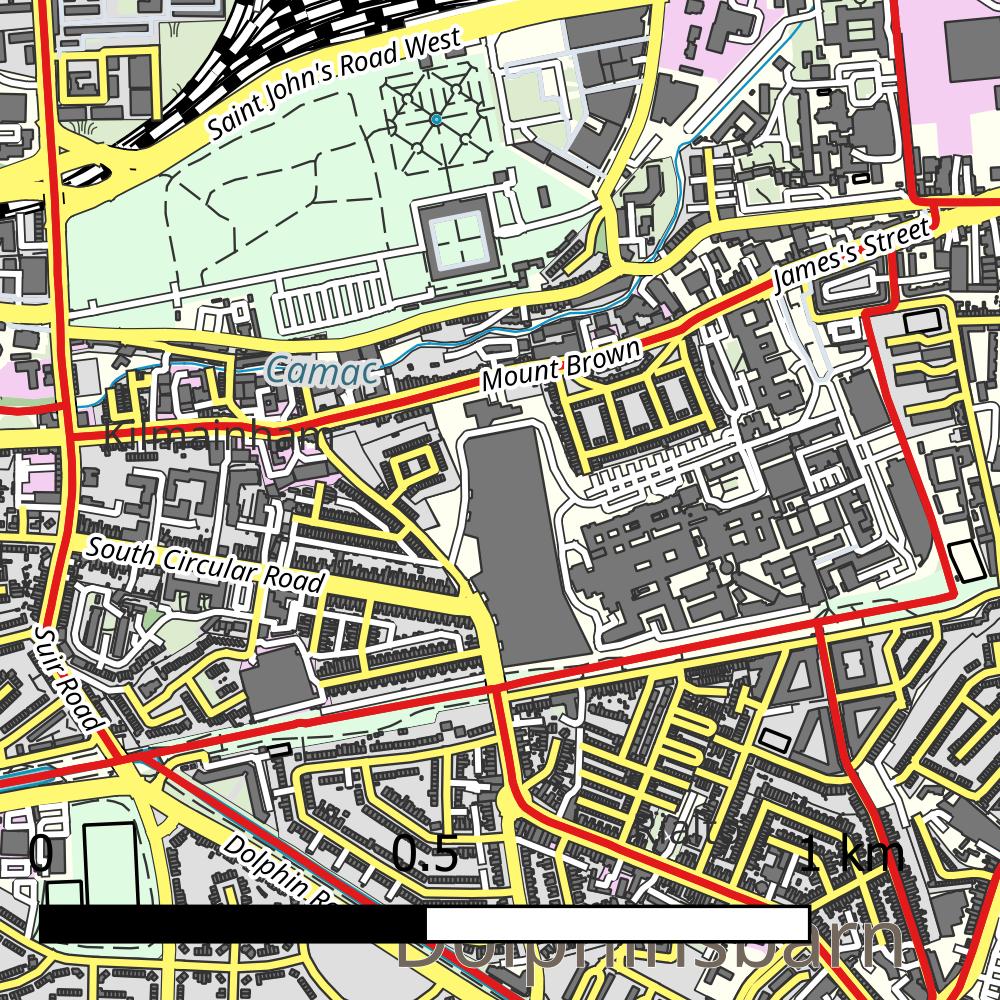 Saint John's Road West
James's Street
Camac
Mount Brown
Kilmainham
South Circular Road
Suir Road
0
0.5
1 km
Dolphin R
Dolphinsbarn